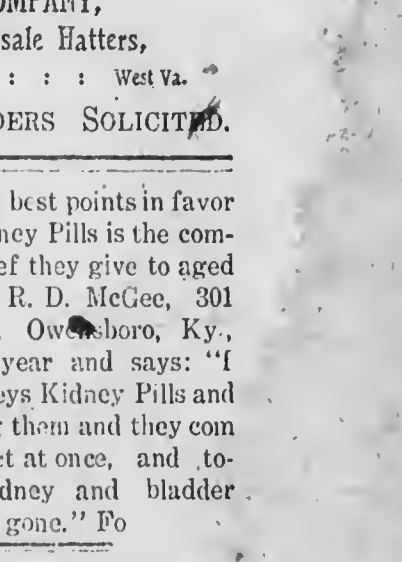 OMPANY,
sale Hatters,
: : : : West Va.
DERS SOLICITED.
best points in favor
ney Pills is the com-
ef they give to aged
R. D. McGee, 301
Owensboro, Ky.,
year and says: "I
eys Kidney Pills and
g them and they com
ct at once, and to-
dney and bladder
gone." Fo